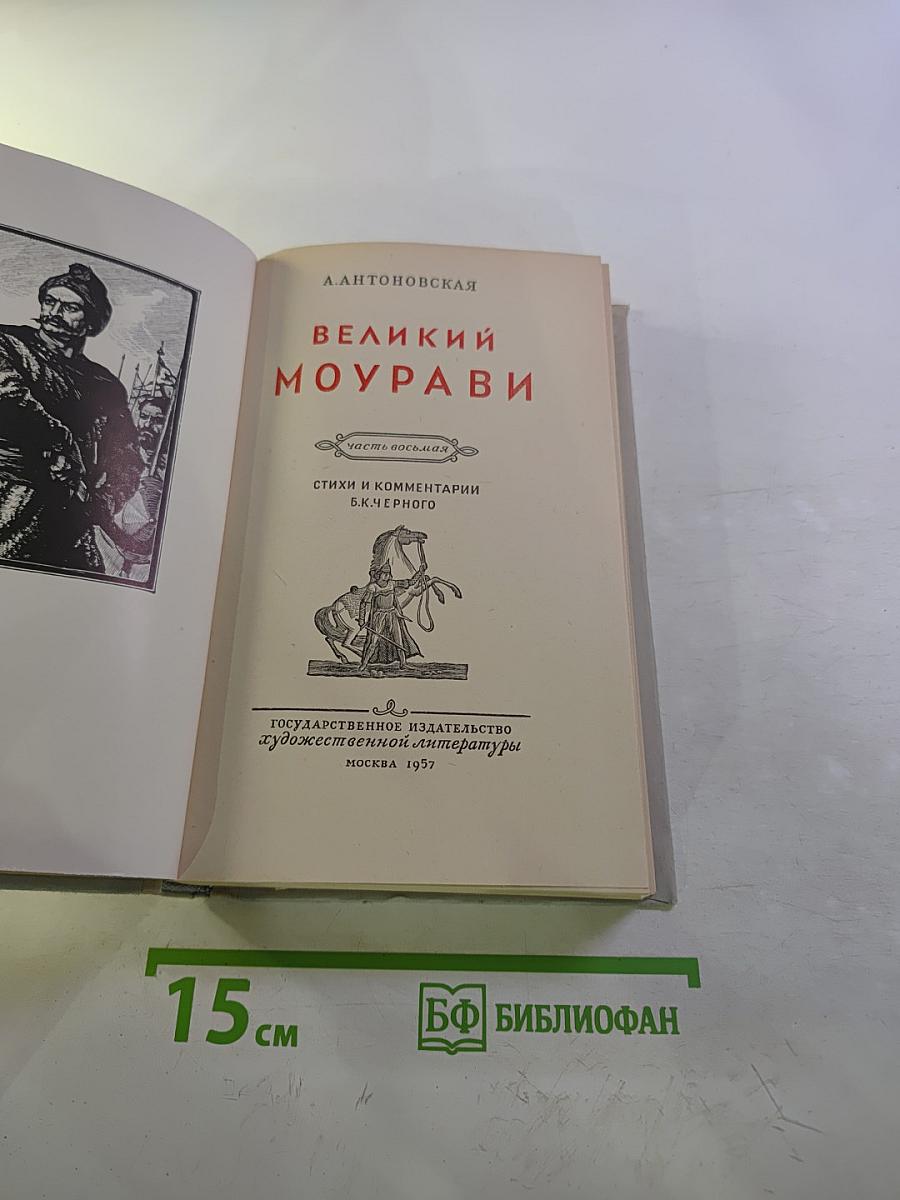 А. АНТОНОВСКАЯ
ВЕЛИКИЙ
МОУРАВИ
часть восьмая
СТИХИ И КОММЕНТАРИИ
Б.К.ЧЕРНОГО
ГОСУДАРСТВЕННОЕ ИЗДАТЕЛЬСТВО
художественной литературы
МОСКВА 1957
15 см
БФ БИБЛИОФАН